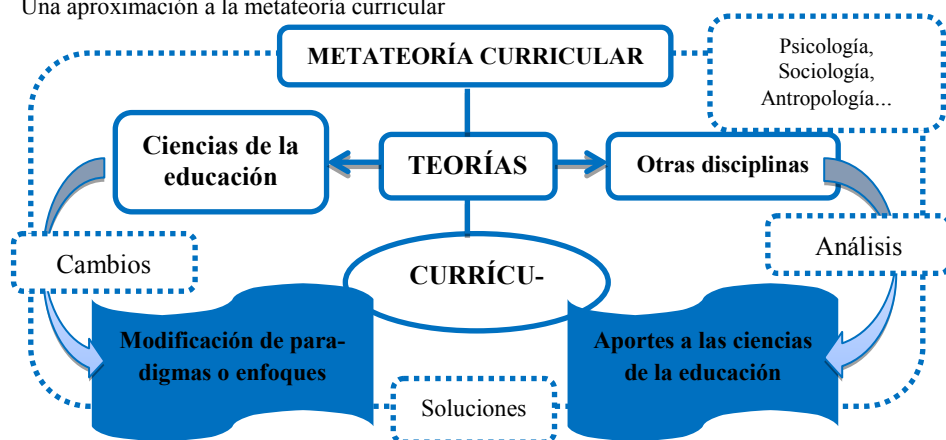 Una aproximación a la metateoría curricular
METATEORÍA CURRICULAR
Psicología,
Sociología,
Antropología...
Ciencias de la
educación
TEORÍAS
Otras disciplinas
Cambios
CURRÍCU-
Análisis
Modificación de para-
digmas o enfoques
Aportes a las ciencias
de la educación
Soluciones